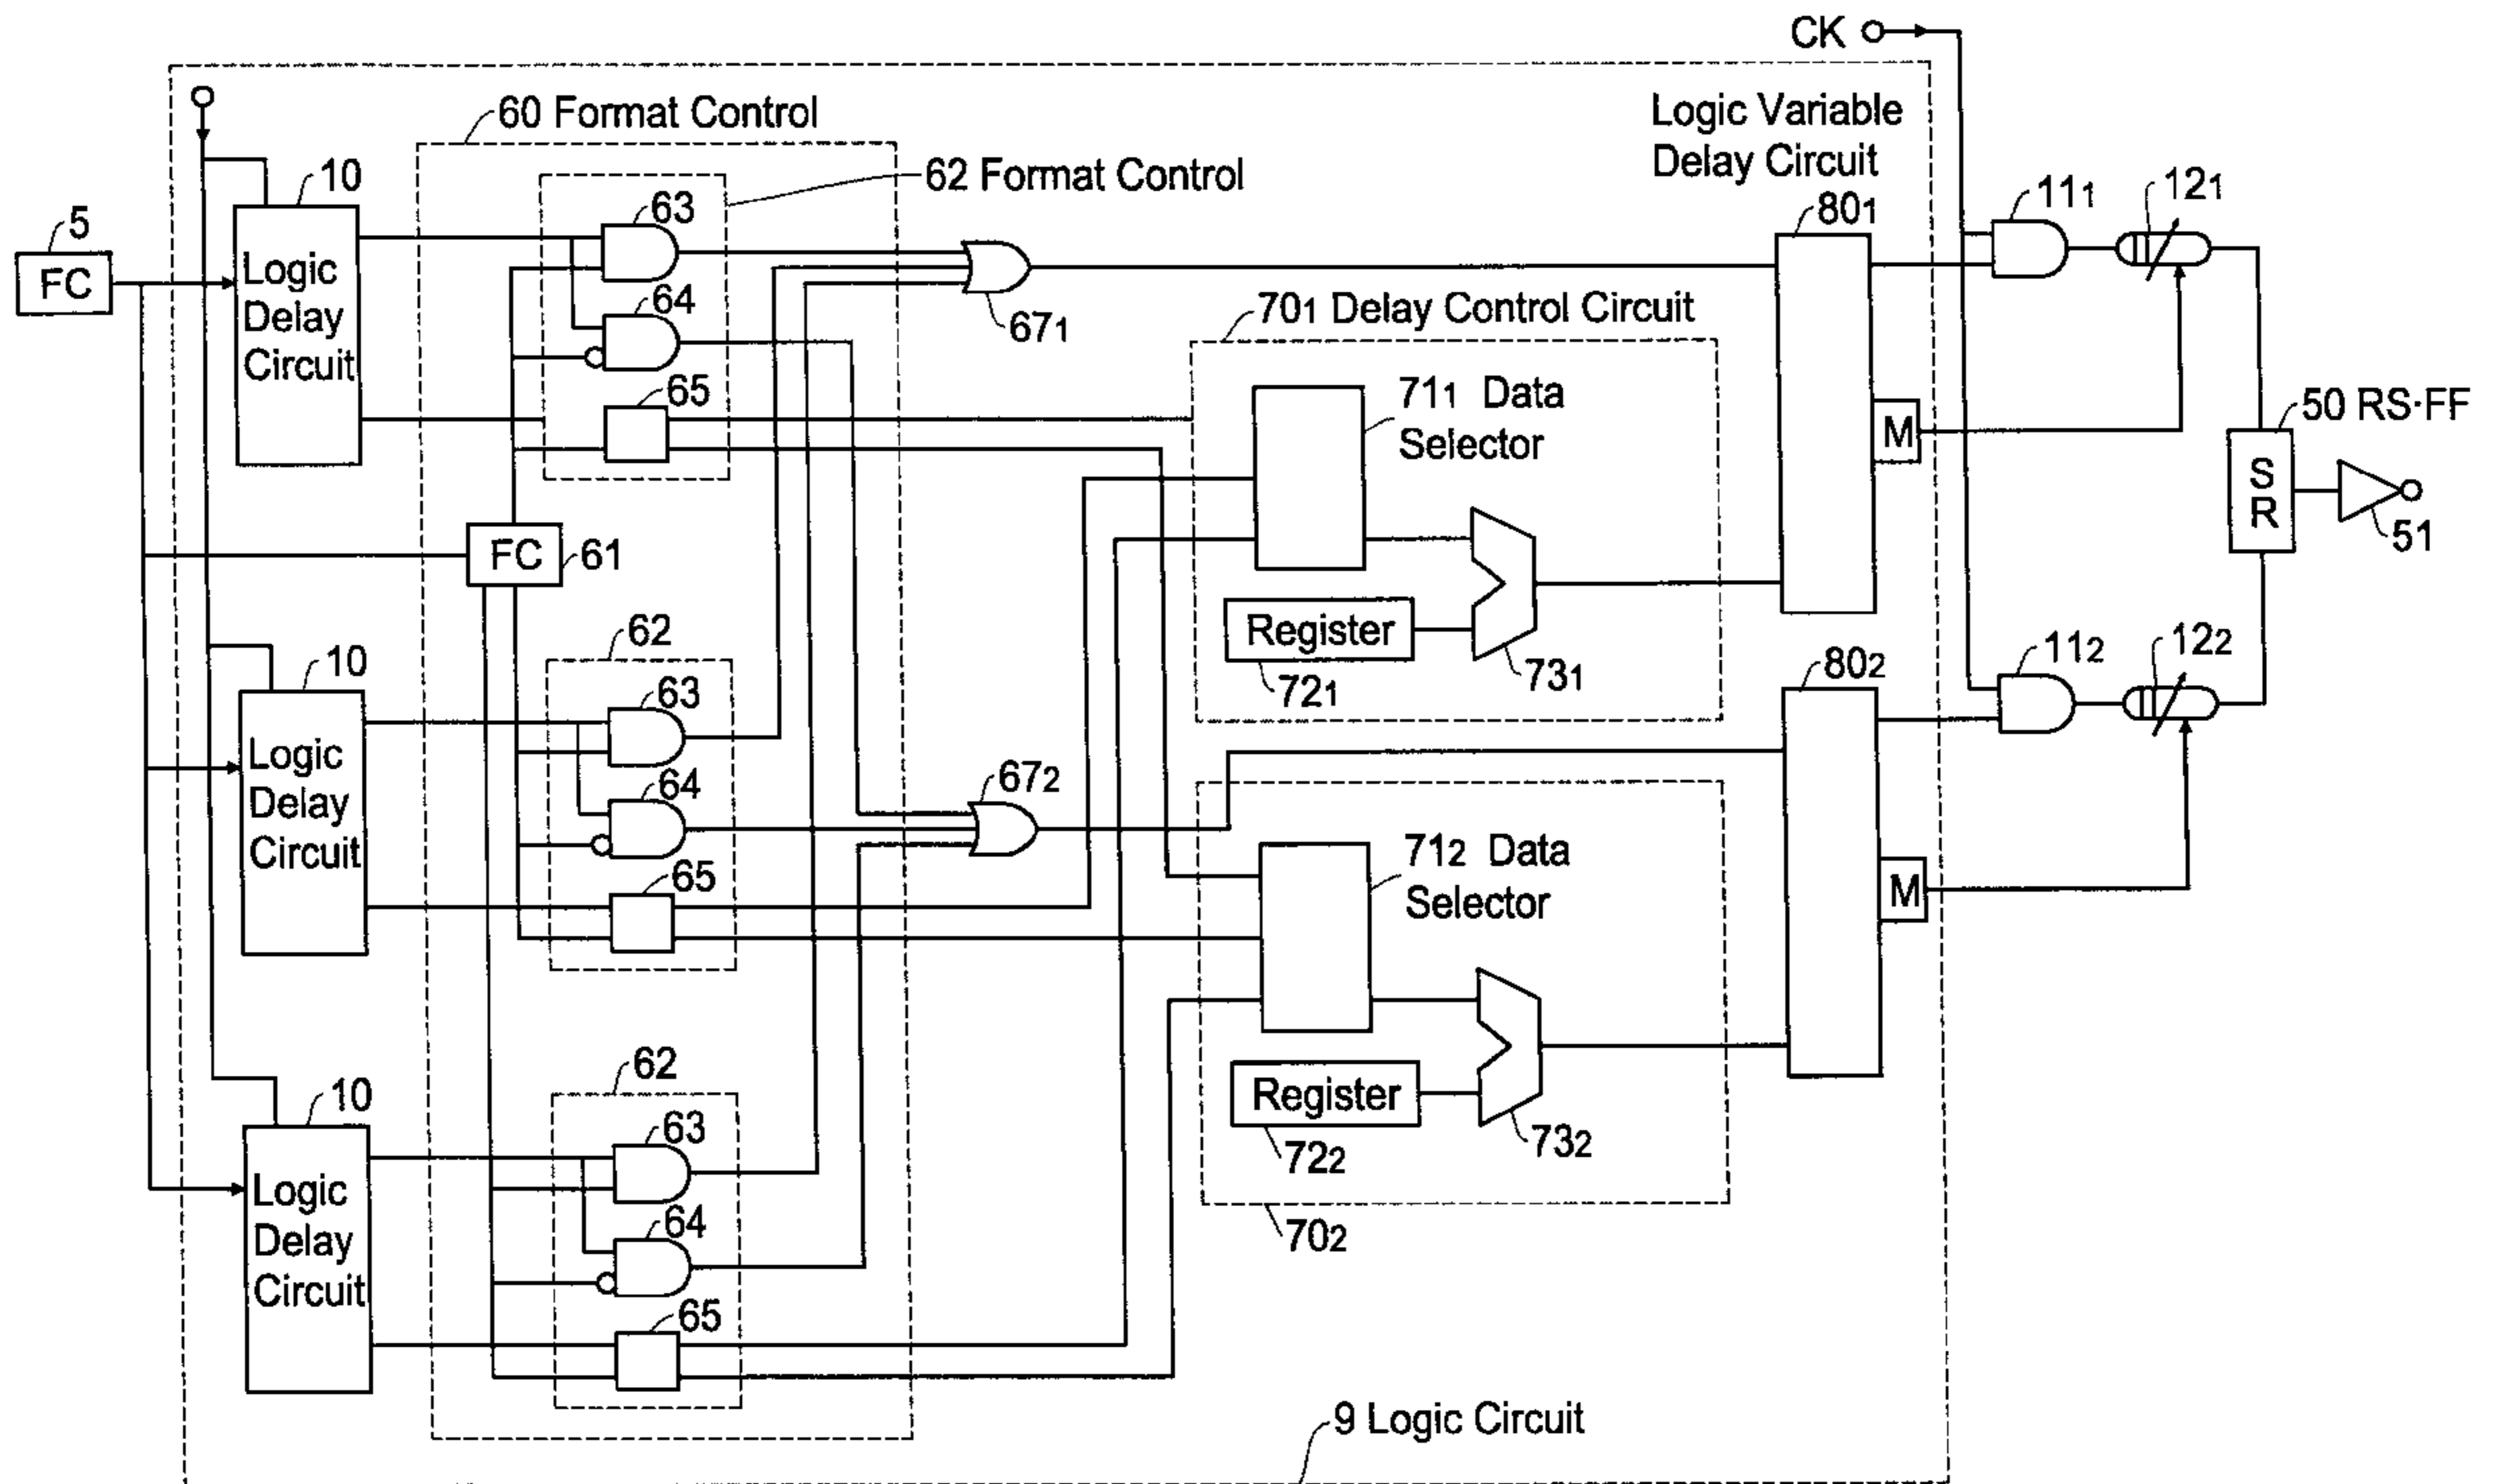 CK
60 Format Control
Logic Variable
Delay Circuit
62 Format Control
10
5
FC
Logic
Delay
Circuit
63
64
65
67₁
70₁ Delay Control Circuit
71₁ Data
Selector
Register
72₁
73₁
80₁
M
11₁
12₁
50 RS·FF
S
R
51
FC
61
62
10
Logic
Delay
Circuit
63
64
65
67₂
80₂
M
11₂
12₂
71₂ Data
Selector
Register
72₂
73₂
70₂
62
10
Logic
Delay
Circuit
63
64
65
9 Logic Circuit